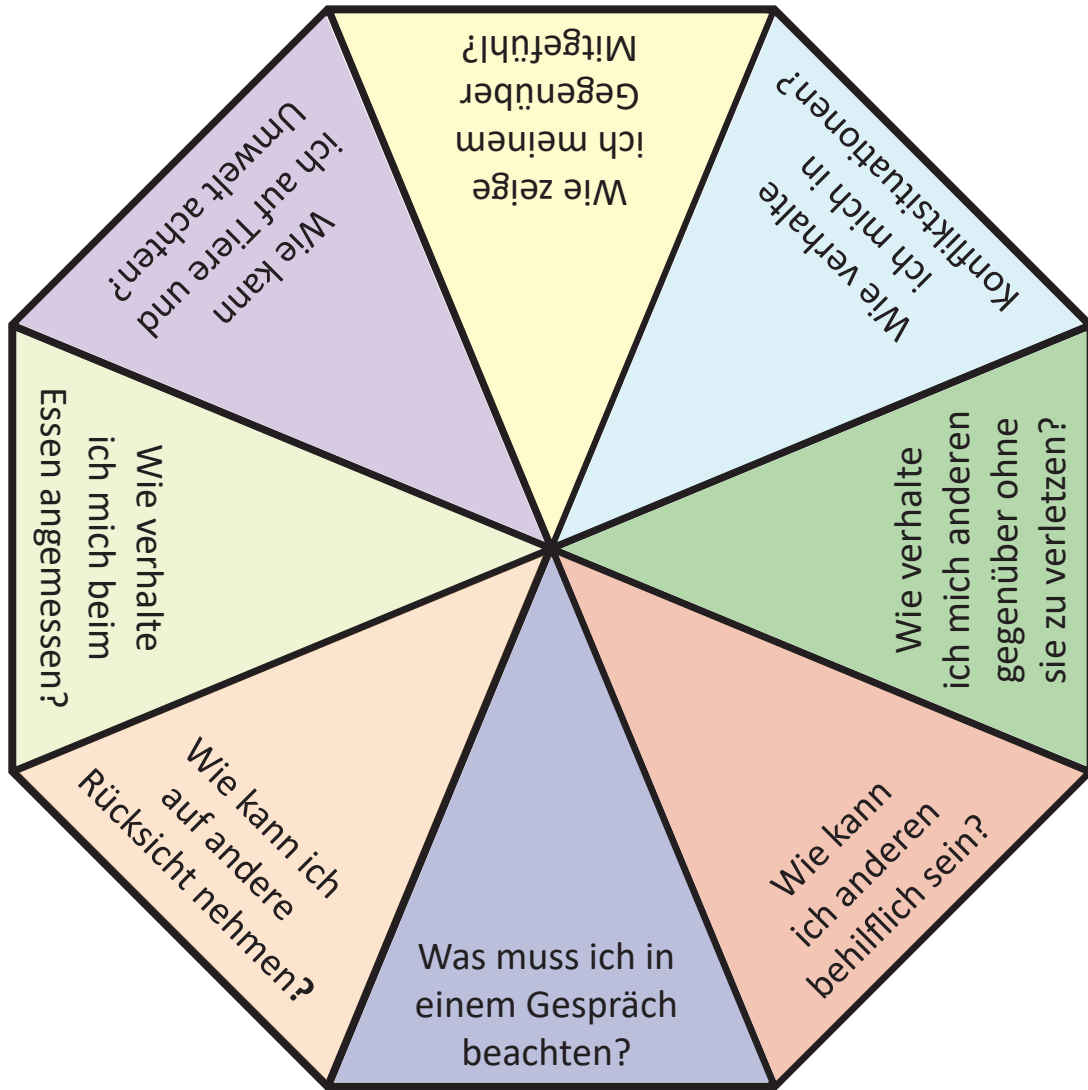 Wie zeige
ich meinem
Gegenüber
Mitgefühl?
Wie verhalte
ich mich in
Konfliktsituationen?
Wie verhalte
ich mich anderen
gegenüber ohne
sie zu verletzen?
Wie kann
ich anderen
behilflich sein?
Was muss ich in
einem Gespräch
beachten?
Wie kann ich
auf andere
Rücksicht nehmen?
Wie verhalte
ich mich beim
Essen angemessen?
Wie kann
ich auf Tiere und
Umwelt achten?